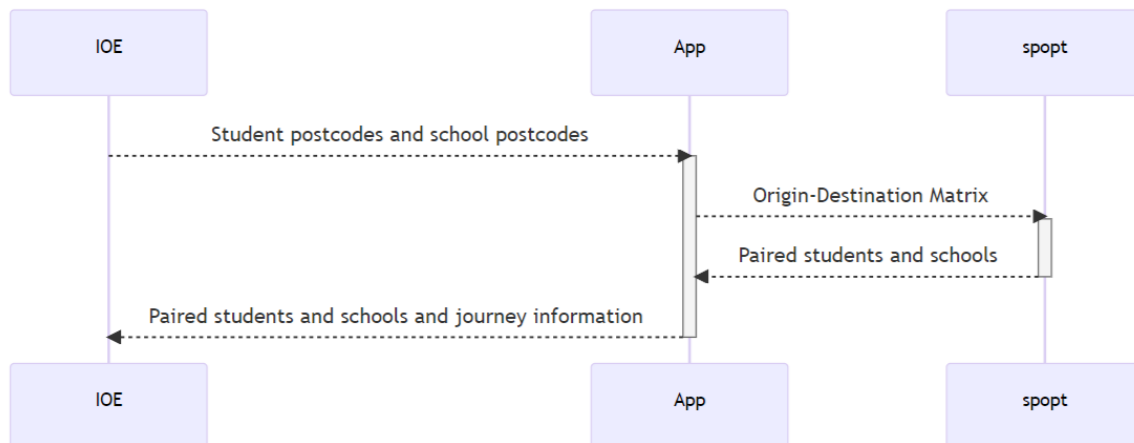 IOE
App
spopt
Student postcodes and school postcodes
Origin-Destination Matrix
Paired students and schools
Paired students and schools and journey information
IOE
App
spopt